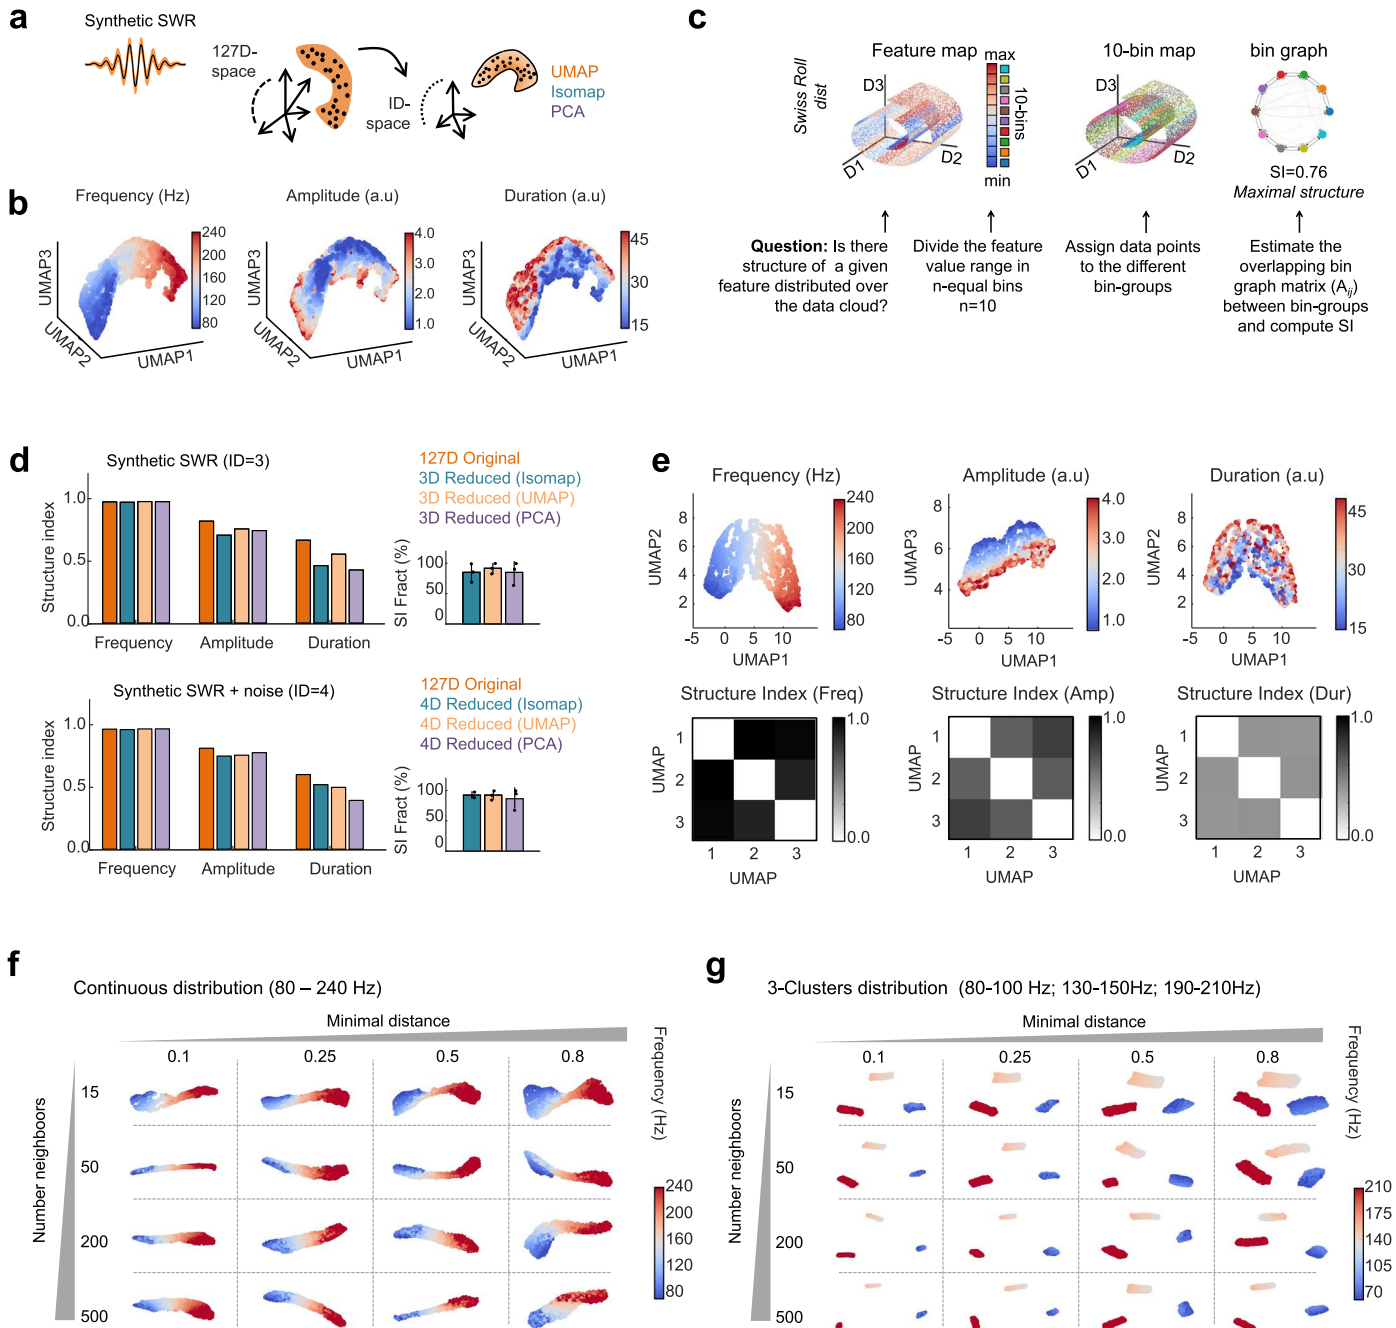 a
Synthetic SWR
127D-
space
ID-
space
UMAP
Isomap
PCA
b
Frequency (Hz)
UMAP3
UMAP2
UMAP1
240
200
160
120
80
Amplitude (a.u)
4.0
3.0
2.0
1.0
UMAP3
UMAP2
UMAP1
Duration (a.u)
45
30
15
UMAP3
UMAP2
UMAP1
c
Swiss Roll
dist
Feature map
D3
D1
D2
max
10-bins
min
10-bin map
D3
D1
D2
bin graph
SI=0.76
Maximal structure
Question: Is there
structure of a given
feature distributed over
the data cloud?
Divide the feature
value range in
n-equal bins
n=10
Assign data points
to the different
bin-groups
Estimate the
overlapping bin
graph matrix (Aij)
between bin-groups
and compute SI
d
Synthetic SWR (ID=3)
Structure index
1.0
0.5
0.0
Frequency
Amplitude
Duration
127D Original
3D Reduced (Isomap)
3D Reduced (UMAP)
3D Reduced (PCA)
SI Fract (%)
100
50
0
Synthetic SWR + noise (ID=4)
Structure index
1.0
0.5
0.0
Frequency
Amplitude
Duration
127D Original
4D Reduced (Isomap)
4D Reduced (UMAP)
4D Reduced (PCA)
SI Fract (%)
100
50
0
e
Frequency (Hz)
UMAP2
8
6
4
2
-5 0 5 10
UMAP1
240
200
160
120
80
Amplitude (a.u)
UMAP3
8
6
4
-5 0 5 10
UMAP1
4.0
3.0
2.0
1.0
Duration (a.u)
UMAP2
8
6
4
2
-5 0 5 10
UMAP1
45
30
15
Structure Index (Freq)
UMAP
1
2
3
1 2 3
UMAP
1.0
0.0
Structure Index (Amp)
UMAP
1
2
3
1 2 3
UMAP
1.0
0.0
Structure Index (Dur)
UMAP
1
2
3
1 2 3
UMAP
1.0
0.0
f
Continuous distribution (80 – 240 Hz)
Minimal distance
0.1 0.25 0.5 0.8
Number neighboors
15
50
200
500
Frequency (Hz)
240
200
160
120
80
g
3-Clusters distribution (80-100 Hz; 130-150Hz; 190-210Hz)
Minimal distance
0.1 0.25 0.5 0.8
Number neighboors
15
50
200
500
Frequency (Hz)
210
175
140
105
70